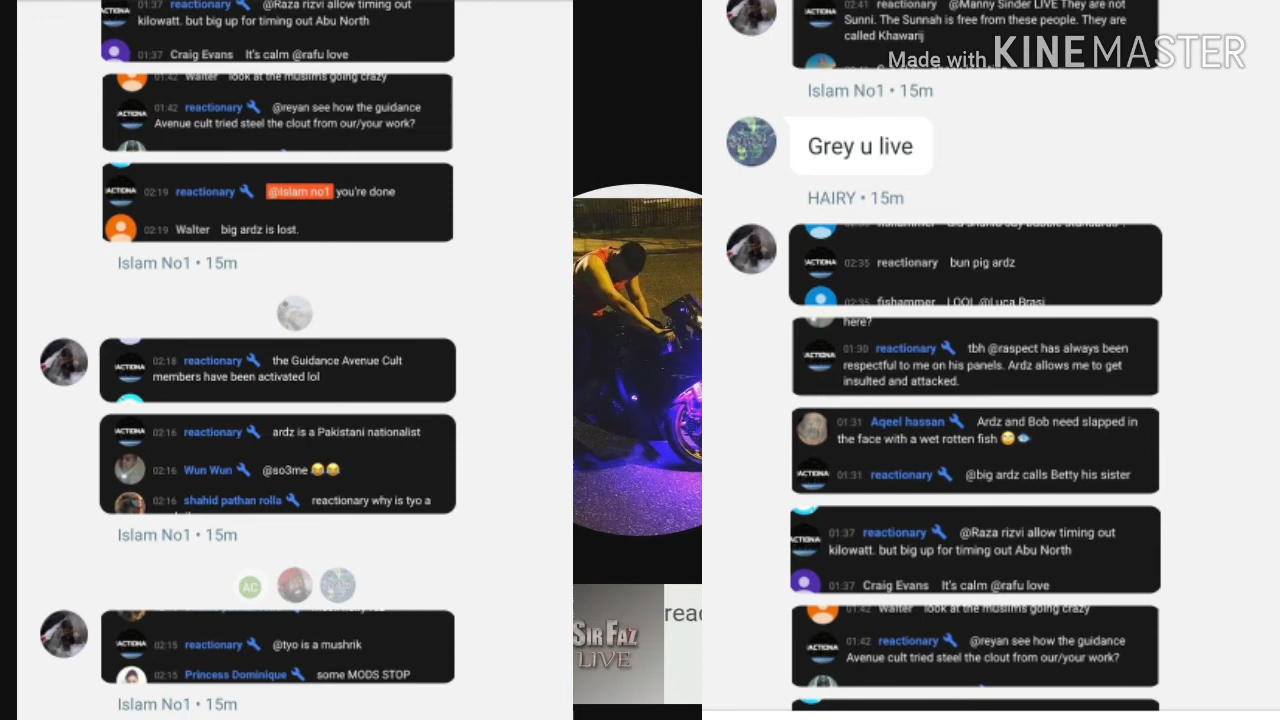 01:37 reactionary @Raza rizvi allow timing out
kilowatt. but big up for timing out Abu North
01:37 Craig Evans It's calm @rafu love
01:42 Walter look at the muslims going crazy
01:42 reactionary @reyan see how the guidance
Avenue cult tried steel the clout from our/your work?
02:19 reactionary @Islam no1 you're done
02:19 Walter big ardz is lost.
Islam No1 • 15m
02:18 reactionary the Guidance Avenue Cult
members have been activated lol
02:16 reactionary ardz is a Pakistani nationalist
02:16 Wun Wun @so3me 😂😂
02:16 shahid pathan rolla reactionary why is tyo a
Islam No1 • 15m
AC
02:15 reactionary @tyo is a mushrik
02:15 Princess Dominique some MODS STOP
Islam No1 • 15m
SIR FAZ
LIVE
reac
02:41 reactionary @Manny Sinder LIVE They are not
Sunni. The Sunnah is free from these people. They are
called Khawarij
Made with KINEMASTER
Islam No1 • 15m
Grey u live
HAIRY • 15m
02:35 reactionary bun pig ardz
02:35 fishammer LOOL @Luca Brasi
here?
01:30 reactionary tbh @raspect has always been
respectful to me on his panels. Ardz allows me to get
insulted and attacked.
01:31 Aqeel hassan Ardz and Bob need slapped in
the face with a wet rotten fish 🤭🐟
01:31 reactionary @big ardz calls Betty his sister
01:37 reactionary @Raza rizvi allow timing out
kilowatt. but big up for timing out Abu North
01:37 Craig Evans It's calm @rafu love
Walter look at the muslims going crazy
01:42 reactionary @reyan see how the guidance
Avenue cult tried steel the clout from our/your work?